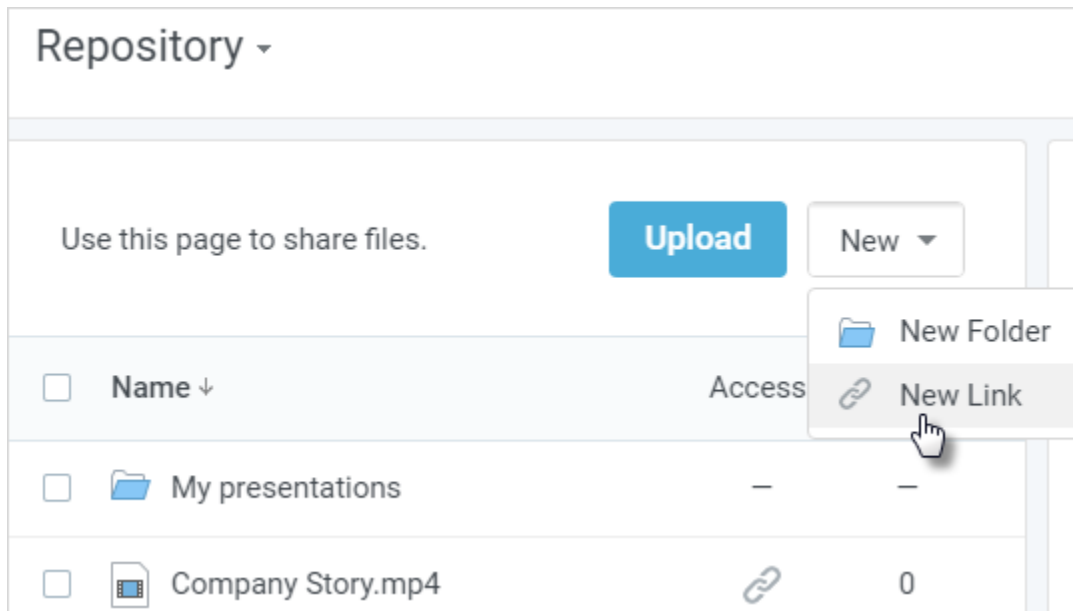 Repository
Use this page to share files.
Upload
New
New Folder
Name
Access
New Link
My presentations
–
–
Company Story.mp4
0